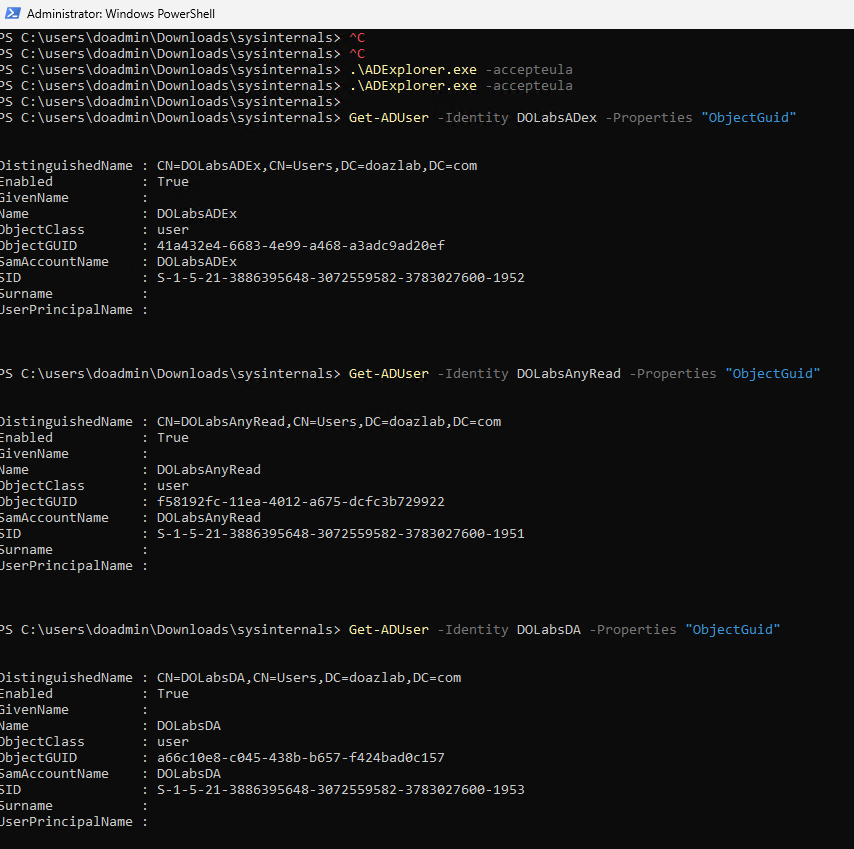 Administrator: Windows PowerShell
PS C:\users\doadmin\Downloads\sysinternals> ^C
PS C:\users\doadmin\Downloads\sysinternals> ^C
PS C:\users\doadmin\Downloads\sysinternals> .\ADExplorer.exe -accepteula
PS C:\users\doadmin\Downloads\sysinternals> .\ADExplorer.exe -accepteula
PS C:\users\doadmin\Downloads\sysinternals>
PS C:\users\doadmin\Downloads\sysinternals> Get-ADUser -Identity DOLabsADex -Properties "ObjectGuid"
DistinguishedName : CN=DOLabsADEx,CN=Users,DC=doazlab,DC=com
Enabled : True
GivenName :
Name : DOLabsADEx
ObjectClass : user
ObjectGUID : 41a432e4-6683-4e99-a468-a3adc9ad20ef
SamAccountName : DOLabsADEx
SID : S-1-5-21-3886395648-3072559582-3783027600-1952
Surname :
UserPrincipalName :
PS C:\users\doadmin\Downloads\sysinternals> Get-ADUser -Identity DOLabsAnyRead -Properties "ObjectGuid"
DistinguishedName : CN=DOLabsAnyRead,CN=Users,DC=doazlab,DC=com
Enabled : True
GivenName :
Name : DOLabsAnyRead
ObjectClass : user
ObjectGUID : f58192fc-11ea-4012-a675-dcfc3b729922
SamAccountName : DOLabsAnyRead
SID : S-1-5-21-3886395648-3072559582-3783027600-1951
Surname :
UserPrincipalName :
PS C:\users\doadmin\Downloads\sysinternals> Get-ADUser -Identity DOLabsDA -Properties "ObjectGuid"
DistinguishedName : CN=DOLabsDA,CN=Users,DC=doazlab,DC=com
Enabled : True
GivenName :
Name : DOLabsDA
ObjectClass : user
ObjectGUID : a66c10e8-c045-438b-b657-f424bad0c157
SamAccountName : DOLabsDA
SID : S-1-5-21-3886395648-3072559582-3783027600-1953
Surname :
UserPrincipalName :